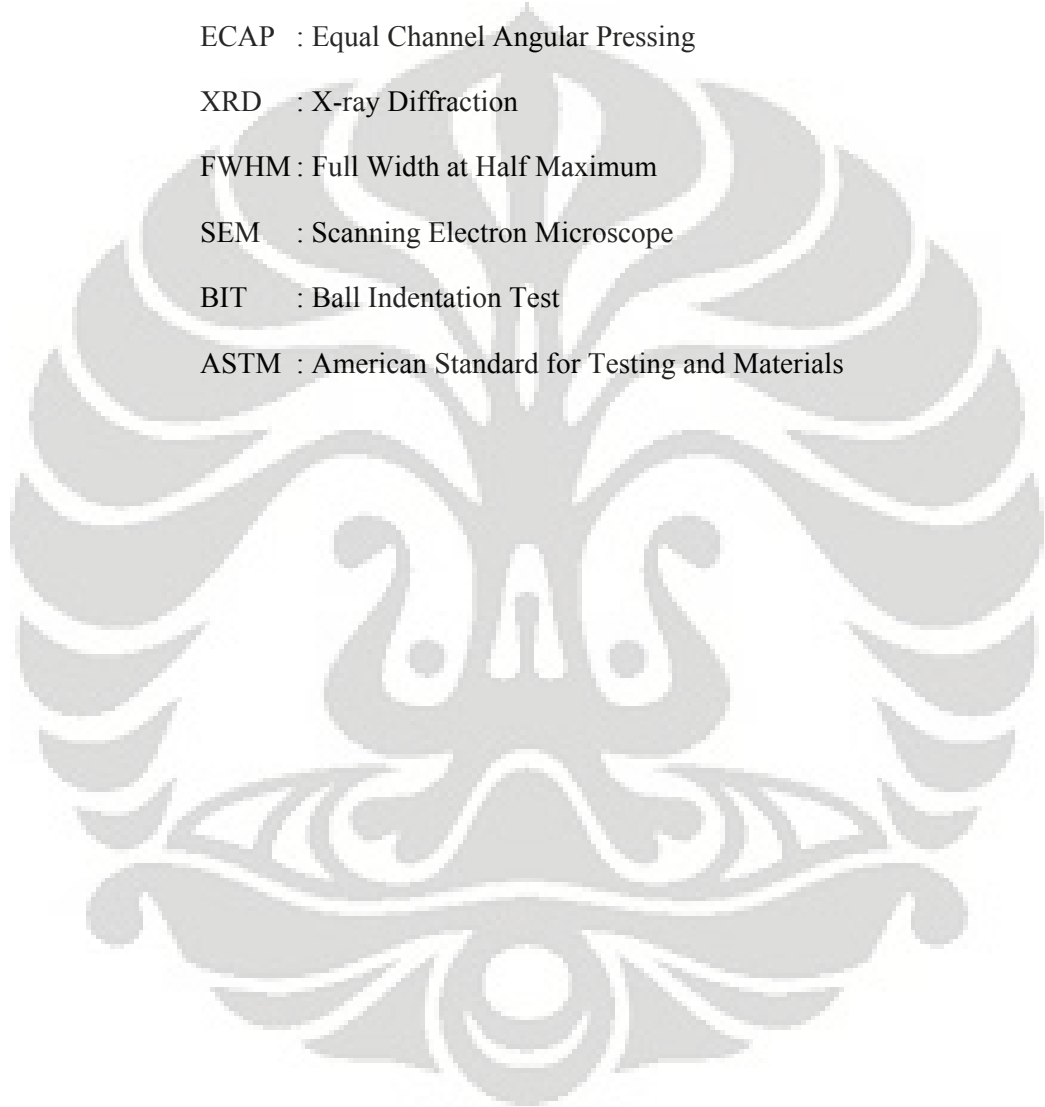 ECAP : Equal Channel Angular Pressing
XRD : X-ray Diffraction
FWHM : Full Width at Half Maximum
SEM : Scanning Electron Microscope
BIT : Ball Indentation Test
ASTM : American Standard for Testing and Materials